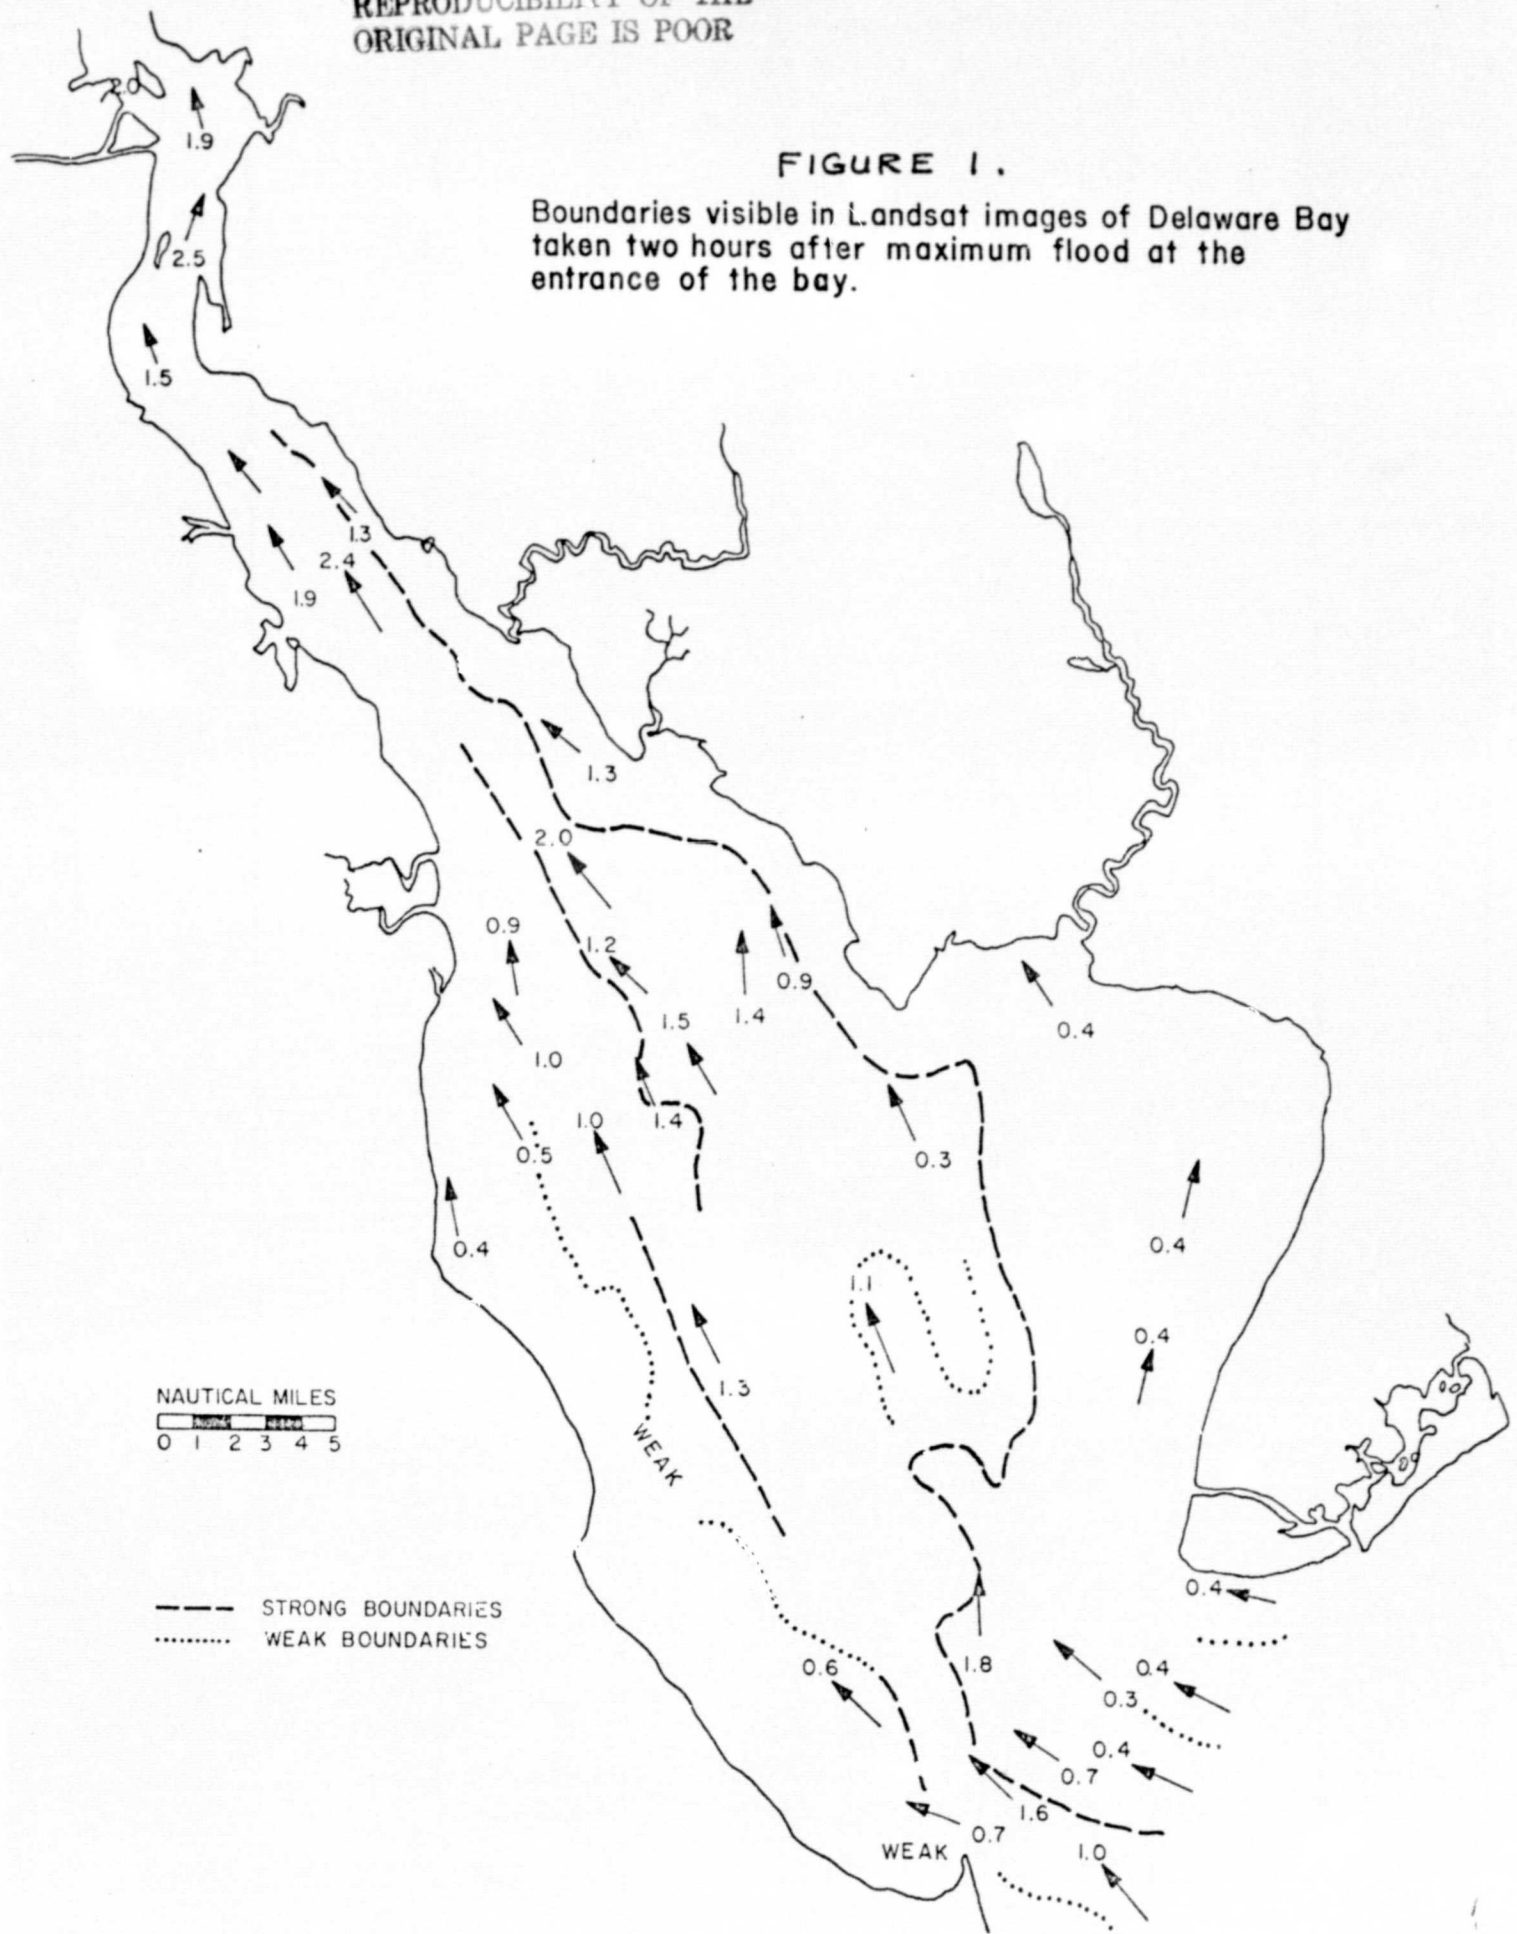 REPRODUCIBILITY OF THE
ORIGINAL PAGE IS POOR
FIGURE 1.
Boundaries visible in Landsat images of Delaware Bay
taken two hours after maximum flood at the
entrance of the bay.
2.0
1.9
2.5
1.5
1.3
2.4
1.9
1.3
2.0
0.9
1.2
0.9
1.5
1.4
0.4
1.0
1.0
1.4
0.5
0.3
0.4
0.4
1.1
0.4
1.3
NAUTICAL MILES
0 1 2 3 4 5
WEAK
STRONG BOUNDARIES
WEAK BOUNDARIES
0.4
0.6
1.8
0.4
0.3
0.4
0.7
1.6
0.7
WEAK
1.0